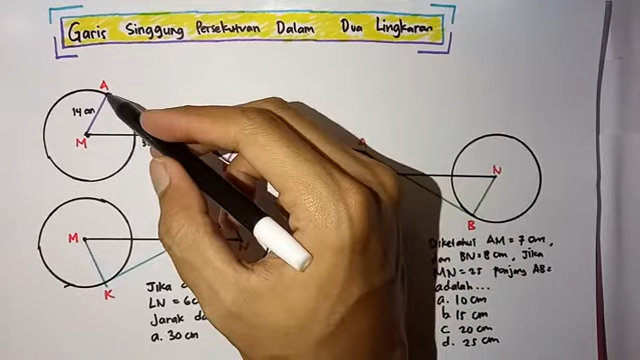 Garis Singgung Persekutuan Dalam Dua Lingkaran
A
14 cm
M
A
N
B
Diketahui AM = 7 cm,
dan BN = 8 cm, Jika
MN = 25 panjang AB =
adalah...
a. 10 cm
b. 15 cm
c. 20 cm
d. 25 cm
M
K
Jika
LN = 6
Jarak
a. 30 cm